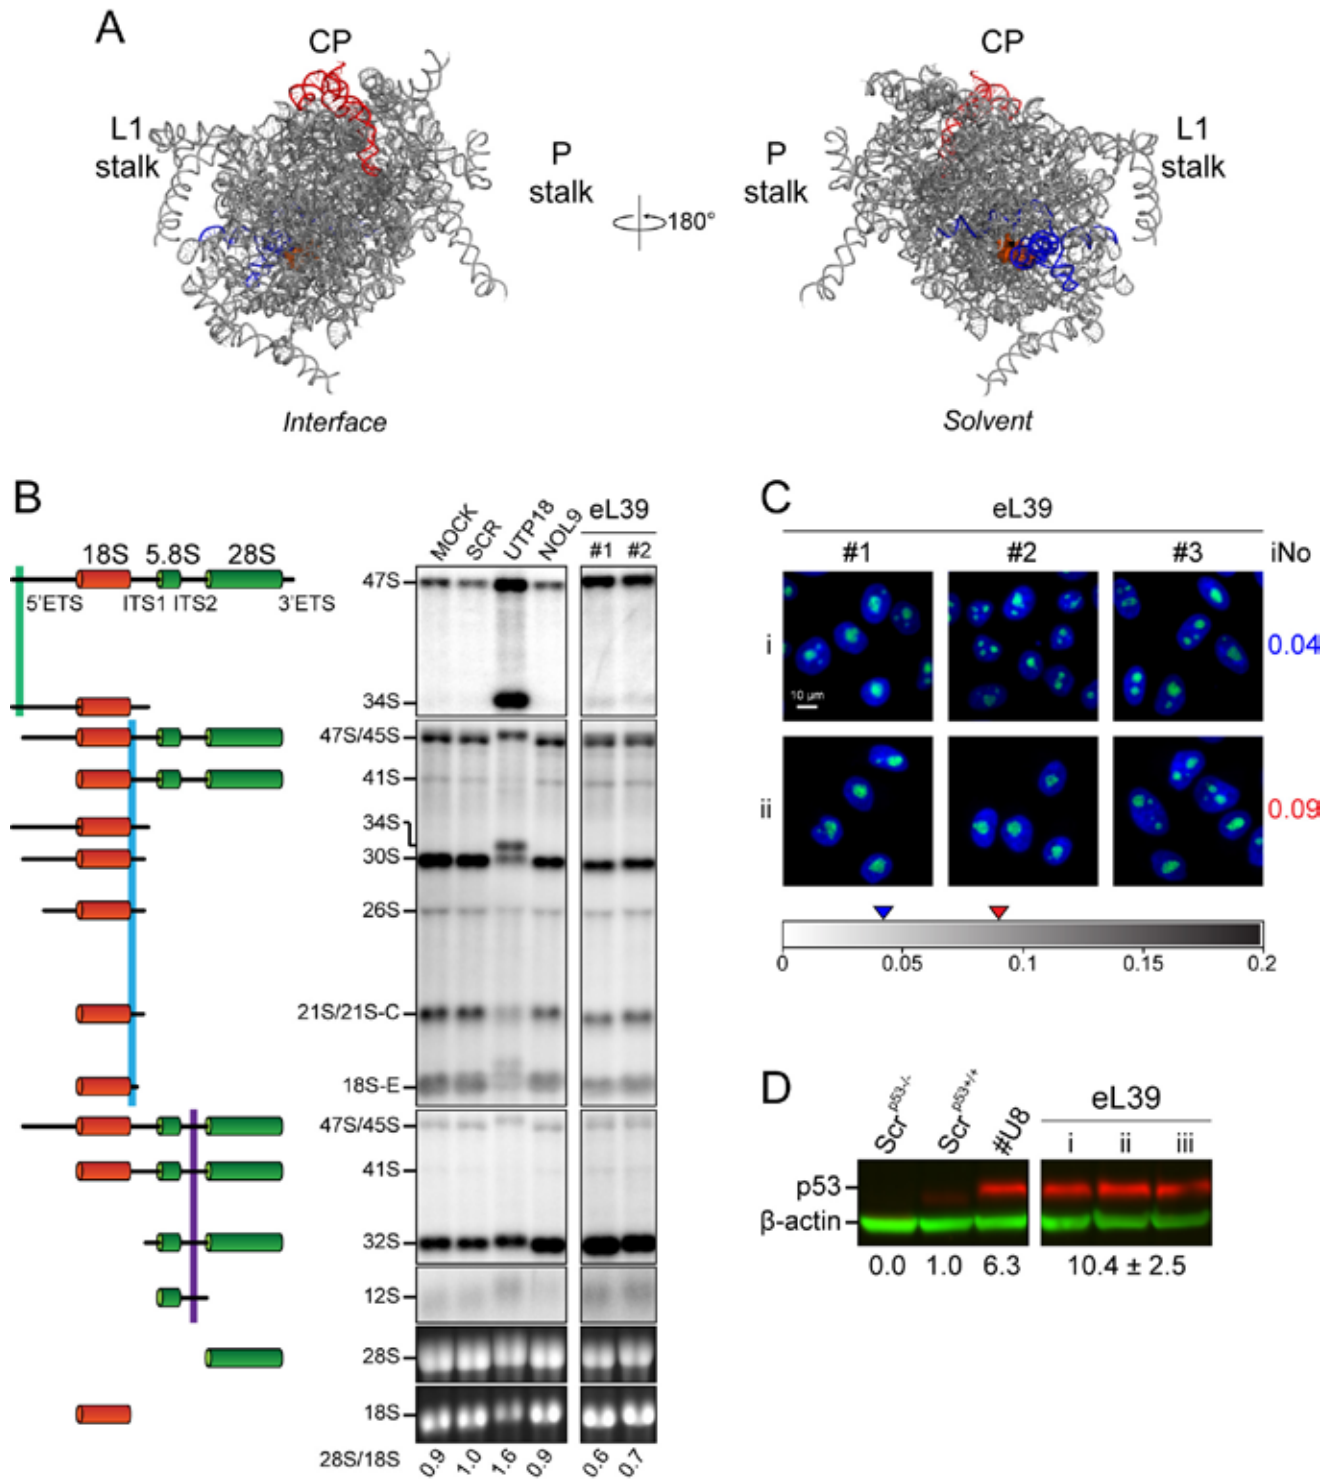 A
CP
CP
L1
stalk
P
stalk
180°
P
stalk
L1
stalk
Interface
Solvent
B
18S 5.8S 28S
5'ETS ITS1 ITS2 3'ETS
MOCK SCR UTP18 NOL9 eL39
#1 #2
47S
34S
47S/45S
41S
34S
30S
26S
21S/21S-C
18S-E
47S/45S
41S
32S
12S
28S
18S
28S/18S 0.9 1.0 1.6 0.9 0.6 0.7
C
eL39
#1 #2 #3 iNo
i 0.04
10 µm
ii 0.09
0 0.05 0.1 0.15 0.2
D
Scr p53-/- Scr p53+/+ #U8 eL39
i ii iii
p53
β-actin
0.0 1.0 6.3 10.4 ± 2.5